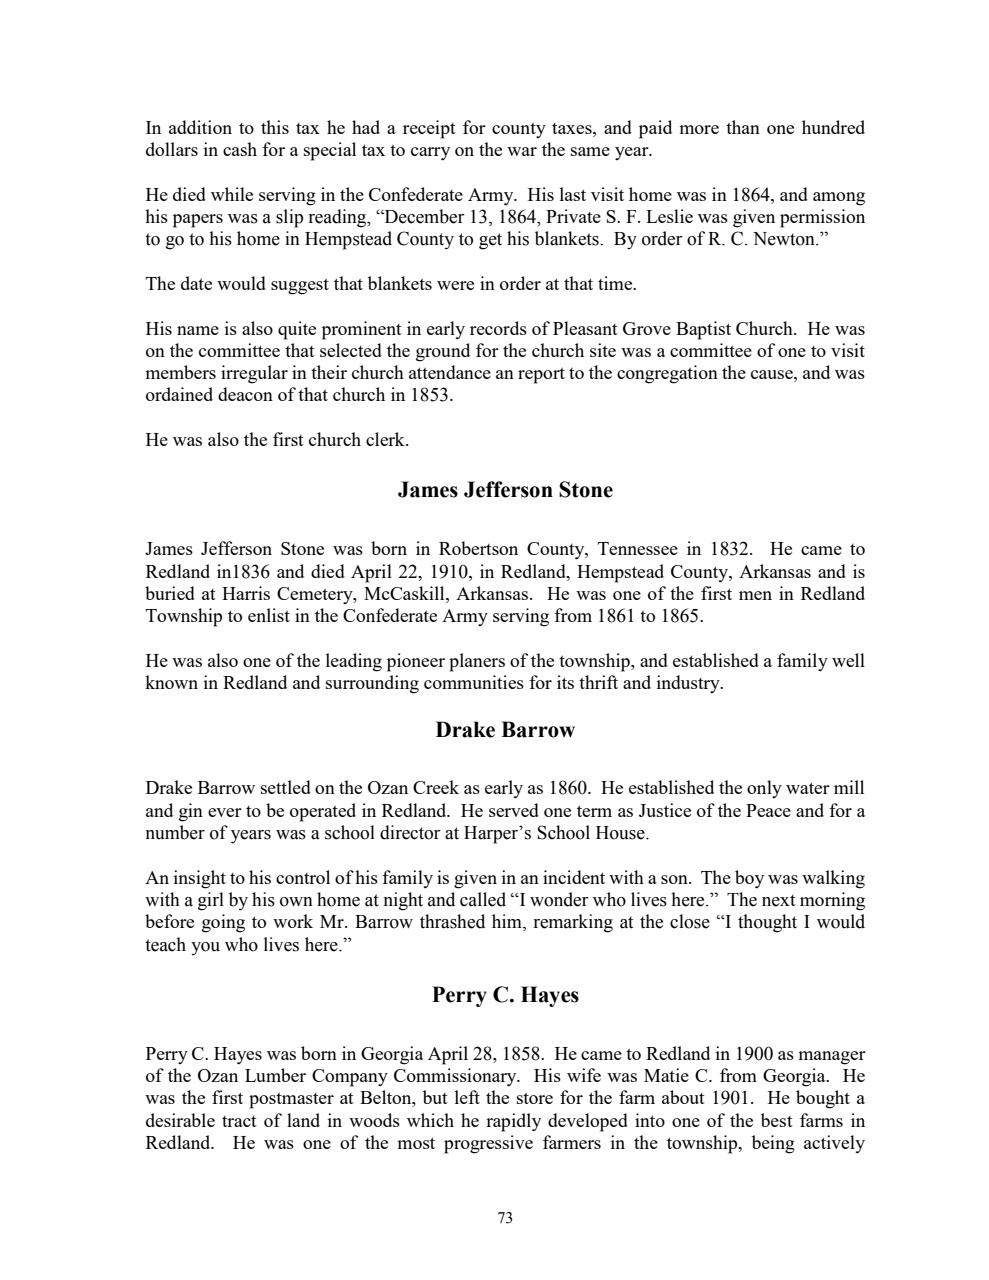 In addition to this tax he had a receipt for county taxes, and paid more than one hundred
dollars in cash for a special tax to carry on the war the same year.
He died while serving in the Confederate Army.  His last visit home was in 1864, and among
his papers was a slip reading, “December 13, 1864, Private S. F. Leslie was given permission
to go to his home in Hempstead County to get his blankets.  By order of R. C. Newton.”
The date would suggest that blankets were in order at that time.
His name is also quite prominent in early records of Pleasant Grove Baptist Church.  He was
on the committee that selected the ground for the church site was a committee of one to visit
members irregular in their church attendance an report to the congregation the cause, and was
ordained deacon of that church in 1853.
He was also the first church clerk.
James Jefferson Stone
James Jefferson Stone was born in Robertson County, Tennessee in 1832.  He came to
Redland in1836 and died April 22, 1910, in Redland, Hempstead County, Arkansas and is
buried at Harris Cemetery, McCaskill, Arkansas.  He was one of the first men in Redland
Township to enlist in the Confederate Army serving from 1861 to 1865.
He was also one of the leading pioneer planers of the township, and established a family well
known in Redland and surrounding communities for its thrift and industry.
Drake Barrow
Drake Barrow settled on the Ozan Creek as early as 1860.  He established the only water mill
and gin ever to be operated in Redland.  He served one term as Justice of the Peace and for a
number of years was a school director at Harper’s School House.
An insight to his control of his family is given in an incident with a son.  The boy was walking
with a girl by his own home at night and called “I wonder who lives here.”  The next morning
before going to work Mr. Barrow thrashed him, remarking at the close “I thought I would
teach you who lives here.”
Perry C. Hayes
Perry C. Hayes was born in Georgia April 28, 1858.  He came to Redland in 1900 as manager
of the Ozan Lumber Company Commissionary.  His wife was Matie C. from Georgia.  He
was the first postmaster at Belton, but left the store for the farm about 1901.  He bought a
desirable tract of land in woods which he rapidly developed into one of the best farms in
Redland.  He was one of the most progressive farmers in the township, being actively
73